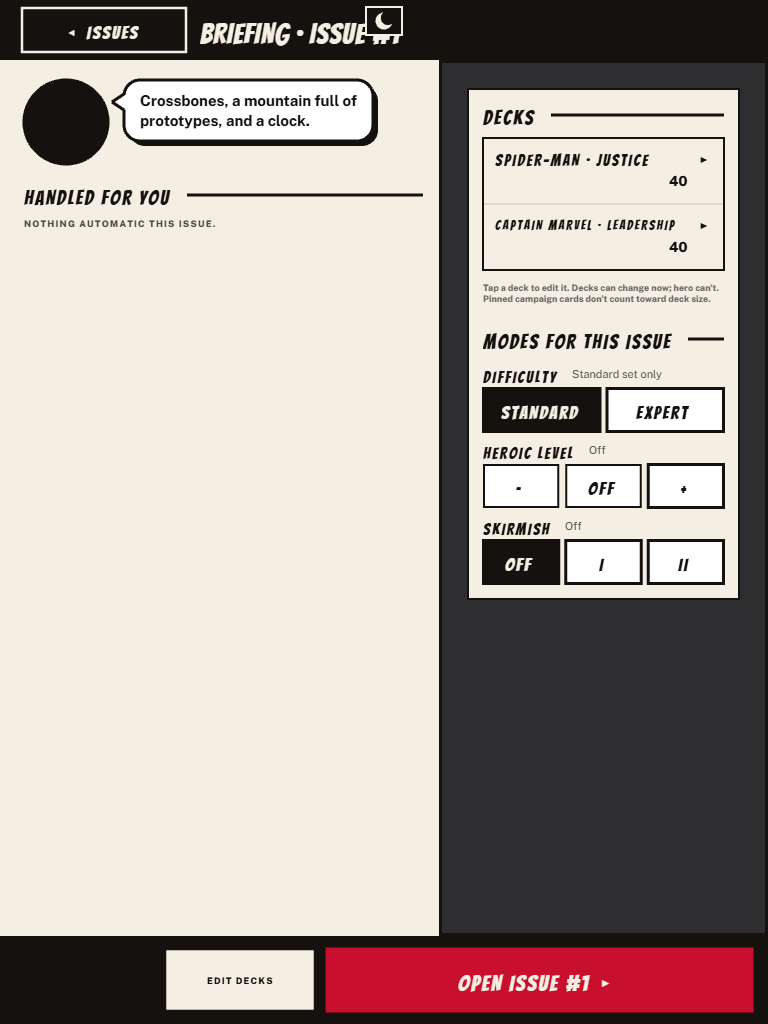 ◂ ISSUES
BRIEFING • ISSUE #1
Crossbones, a mountain full of
prototypes, and a clock.
HANDLED FOR YOU
NOTHING AUTOMATIC THIS ISSUE.
DECKS
SPIDER-MAN · JUSTICE ▸
40
CAPTAIN MARVEL · LEADERSHIP ▸
40
Tap a deck to edit it. Decks can change now; hero can't.
Pinned campaign cards don't count toward deck size.
MODES FOR THIS ISSUE
DIFFICULTY Standard set only
STANDARD EXPERT
HEROIC LEVEL Off
- OFF +
SKIRMISH Off
OFF I II
EDIT DECKS
OPEN ISSUE #1 ▸